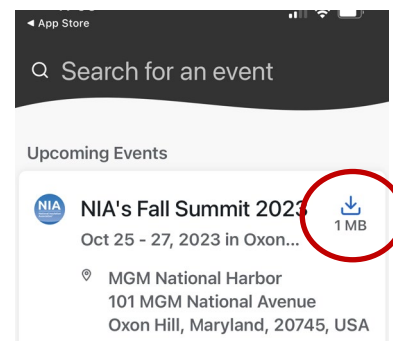 ◀ App Store
Search for an event
Upcoming Events
NIA
NIA's Fall Summit 2023
1 MB
Oct 25 - 27, 2023 in Oxon...
MGM National Harbor
101 MGM National Avenue
Oxon Hill, Maryland, 20745, USA